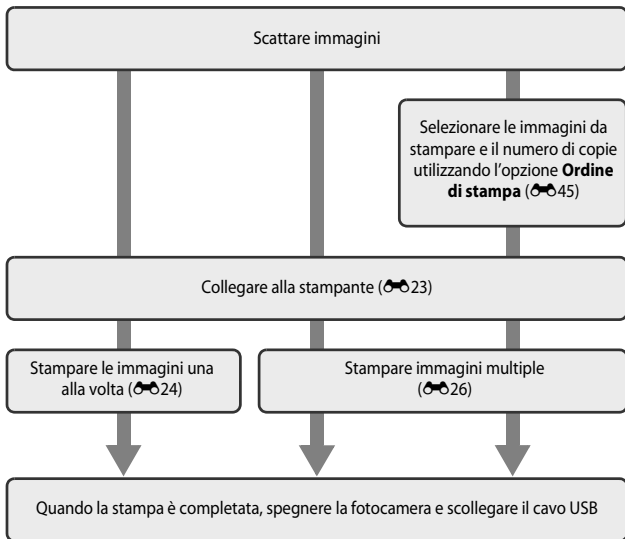 Scattare immagini
Selezionare le immagini da
stampare e il numero di copie
utilizzando l'opzione Ordine
di stampa (45)
Collegare alla stampante (23)
Stampare le immagini una
alla volta (24)
Stampare immagini multiple
(26)
Quando la stampa è completata, spegnere la fotocamera e scollegare il cavo USB